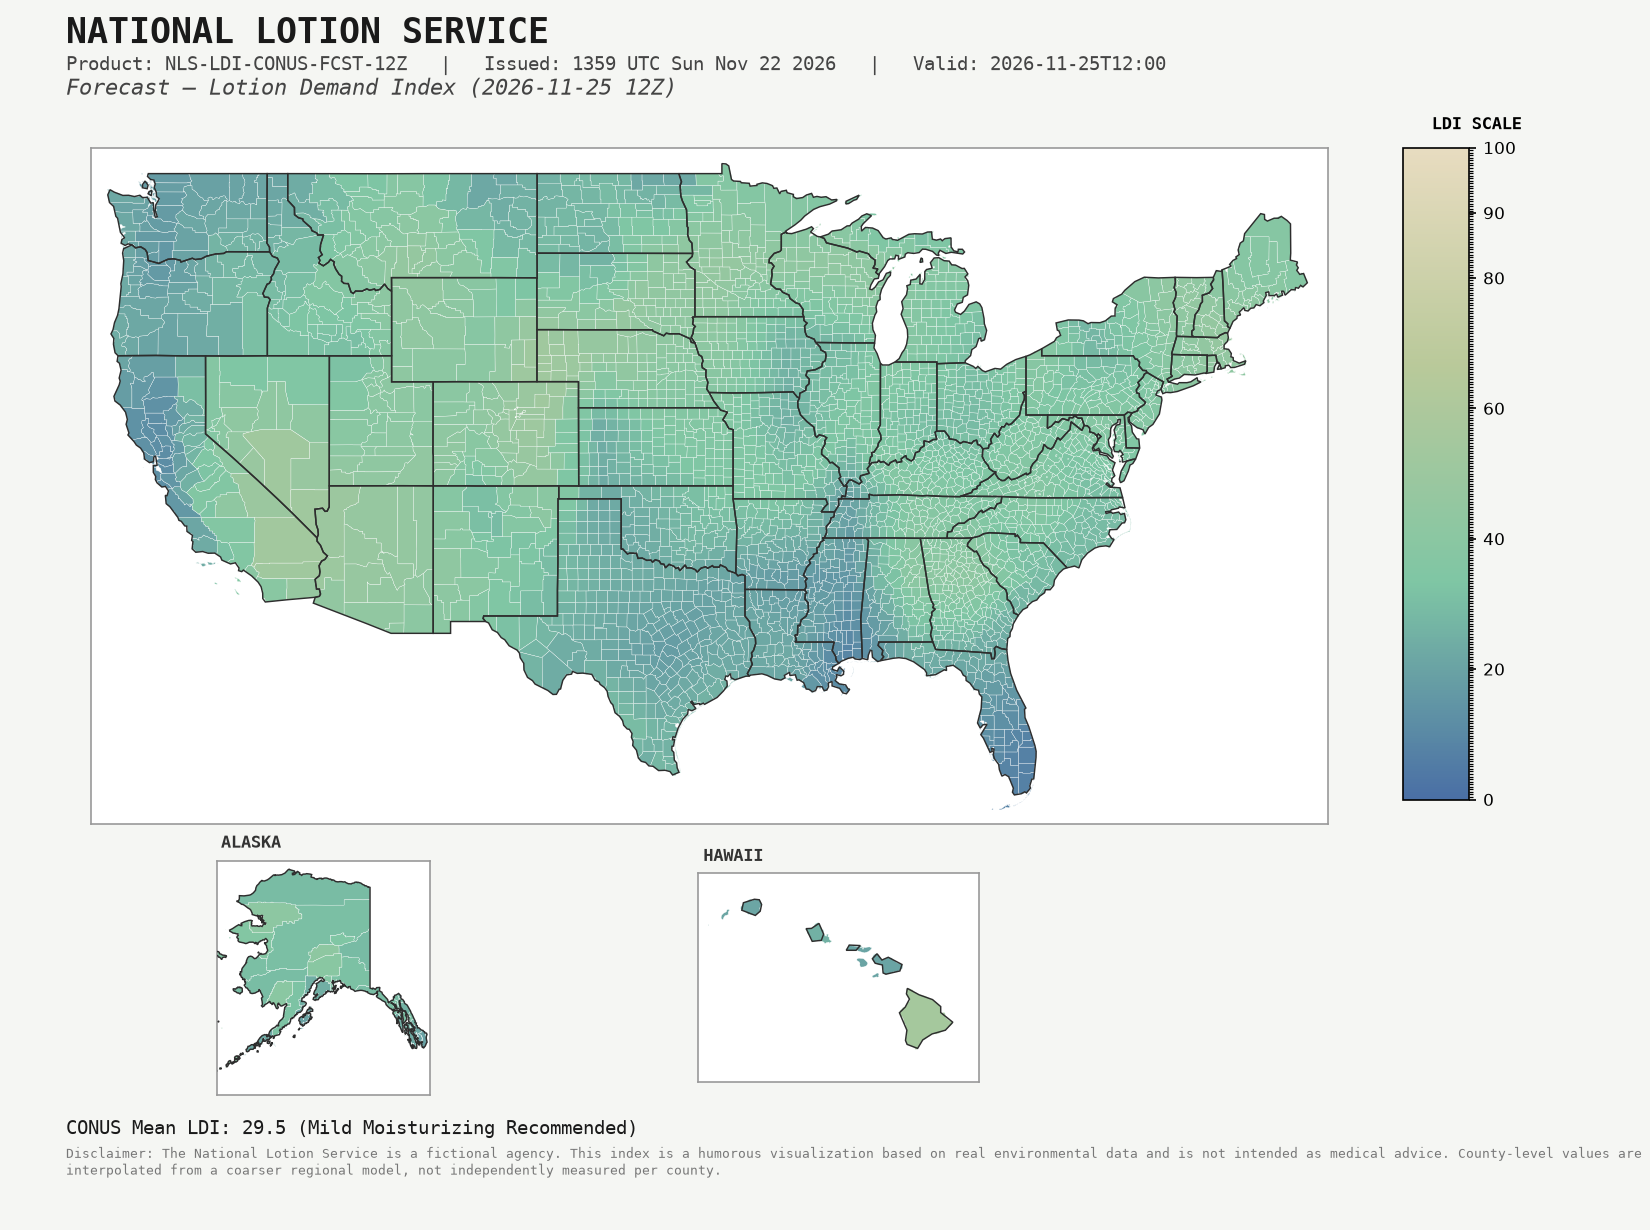 NATIONAL LOTION SERVICE
Product: NLS-LDI-CONUS-FCST-12Z | Issued: 1359 UTC Sun Nov 22 2026 | Valid: 2026-11-25T12:00
Forecast — Lotion Demand Index (2026-11-25 12Z)
LDI SCALE
100
90
80
60
40
20
0
ALASKA
HAWAII
CONUS Mean LDI: 29.5 (Mild Moisturizing Recommended)
Disclaimer: The National Lotion Service is a fictional agency. This index is a humorous visualization based on real environmental data and is not intended as medical advice. County-level values are
interpolated from a coarser regional model, not independently measured per county.